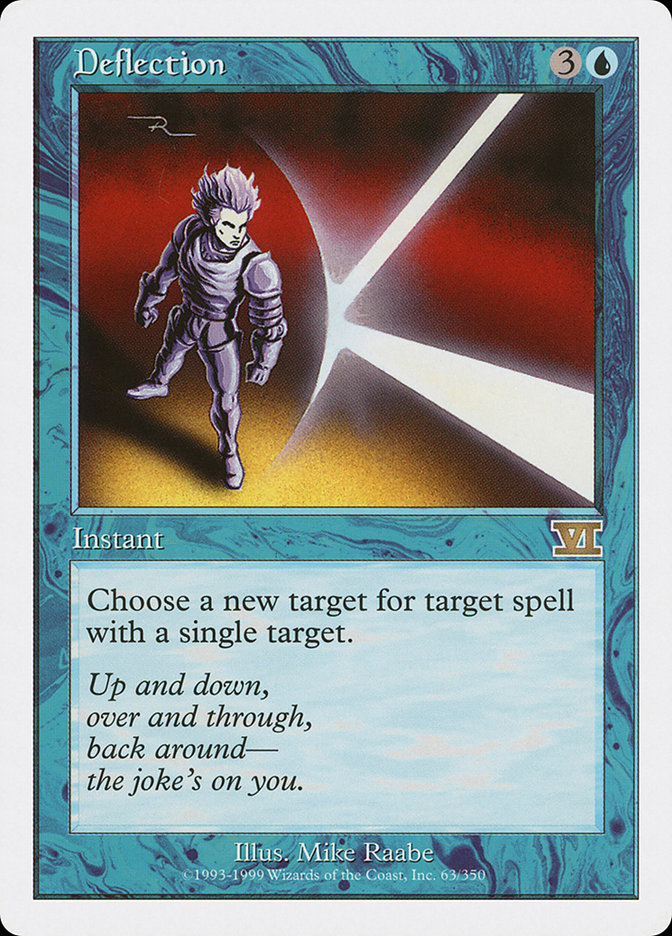 Deflection 3
R
Instant VI
Choose a new target for target spell
with a single target.
Up and down,
over and through,
back around—
the joke's on you.
Illus. Mike Raabe
©1993-1999 Wizards of the Coast, Inc. 63/350